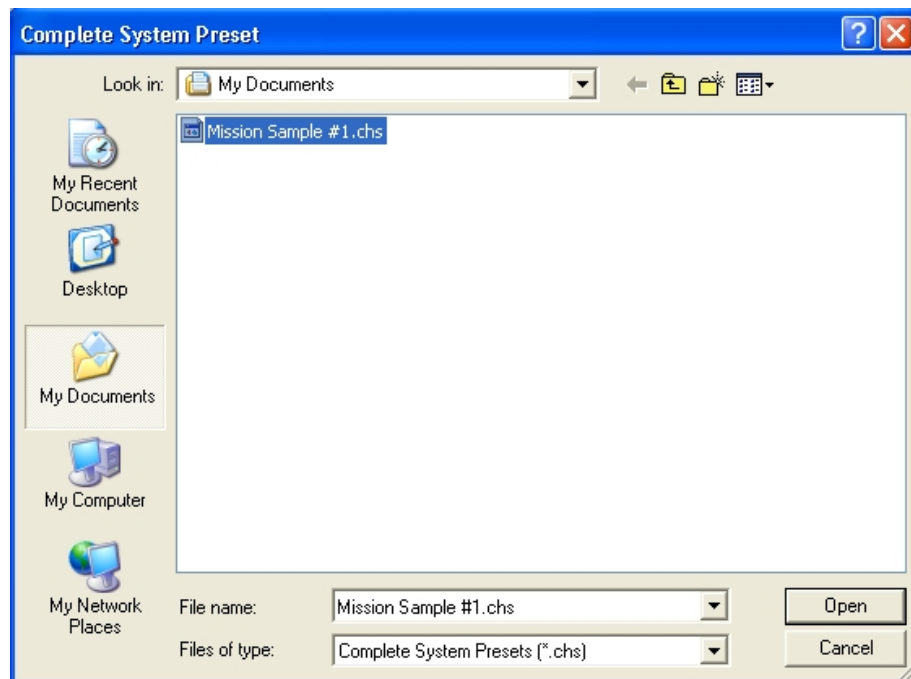 Complete System Preset
Look in:
My Documents
Mission Sample #1.chs
My Recent
Documents
Desktop
My Documents
My Computer
My Network
Places
File name:
Mission Sample #1.chs
Open
Files of type:
Complete System Presets (*.chs)
Cancel